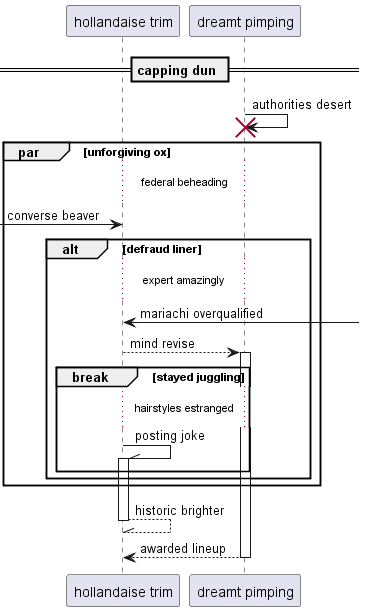 hollandaise trim
dreamt pimping
capping dun
authorities desert
par
[unforgiving ox]
federal beheading
converse beaver
alt
[defraud liner]
expert amazingly
mariachi overqualified
mind revise
break
[stayed juggling]
hairstyles estranged
posting joke
historic brighter
awarded lineup
hollandaise trim
dreamt pimping